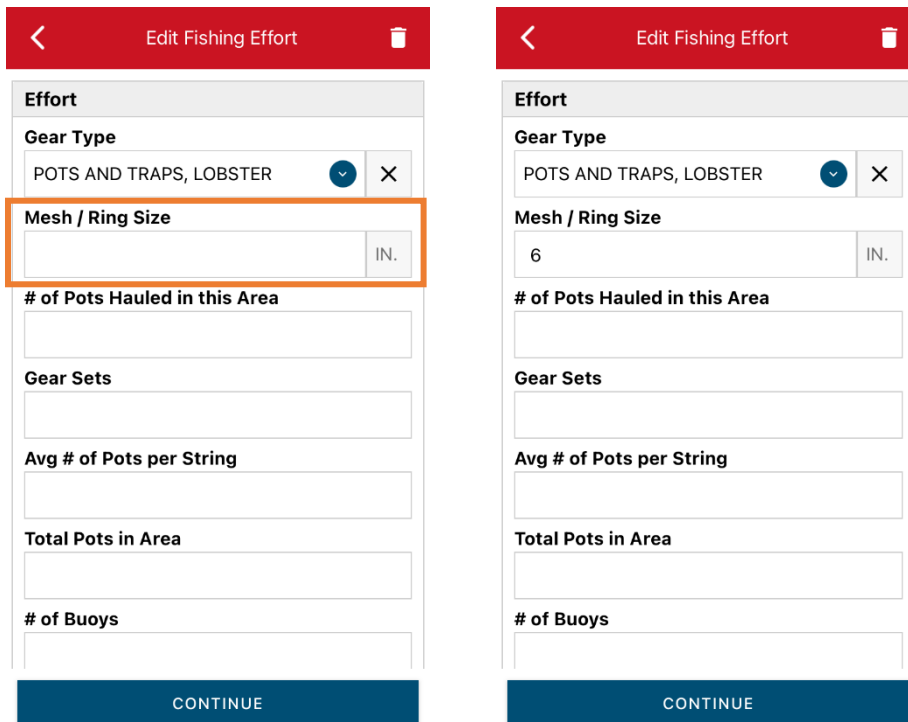 Edit Fishing Effort
Effort
Gear Type
POTS AND TRAPS, LOBSTER
Mesh / Ring Size
IN.
# of Pots Hauled in this Area
Gear Sets
Avg # of Pots per String
Total Pots in Area
# of Buoys
CONTINUE
Edit Fishing Effort
Effort
Gear Type
POTS AND TRAPS, LOBSTER
Mesh / Ring Size
6 IN.
# of Pots Hauled in this Area
Gear Sets
Avg # of Pots per String
Total Pots in Area
# of Buoys
CONTINUE